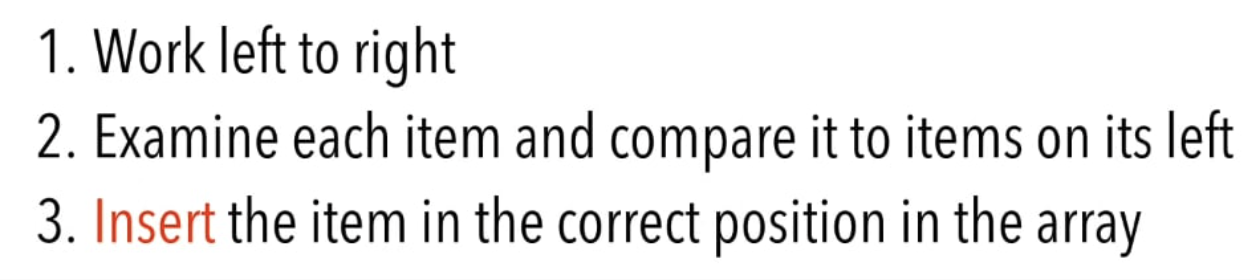 1. Work left to right
2. Examine each item and compare it to items on its left
3. Insert the item in the correct position in the array